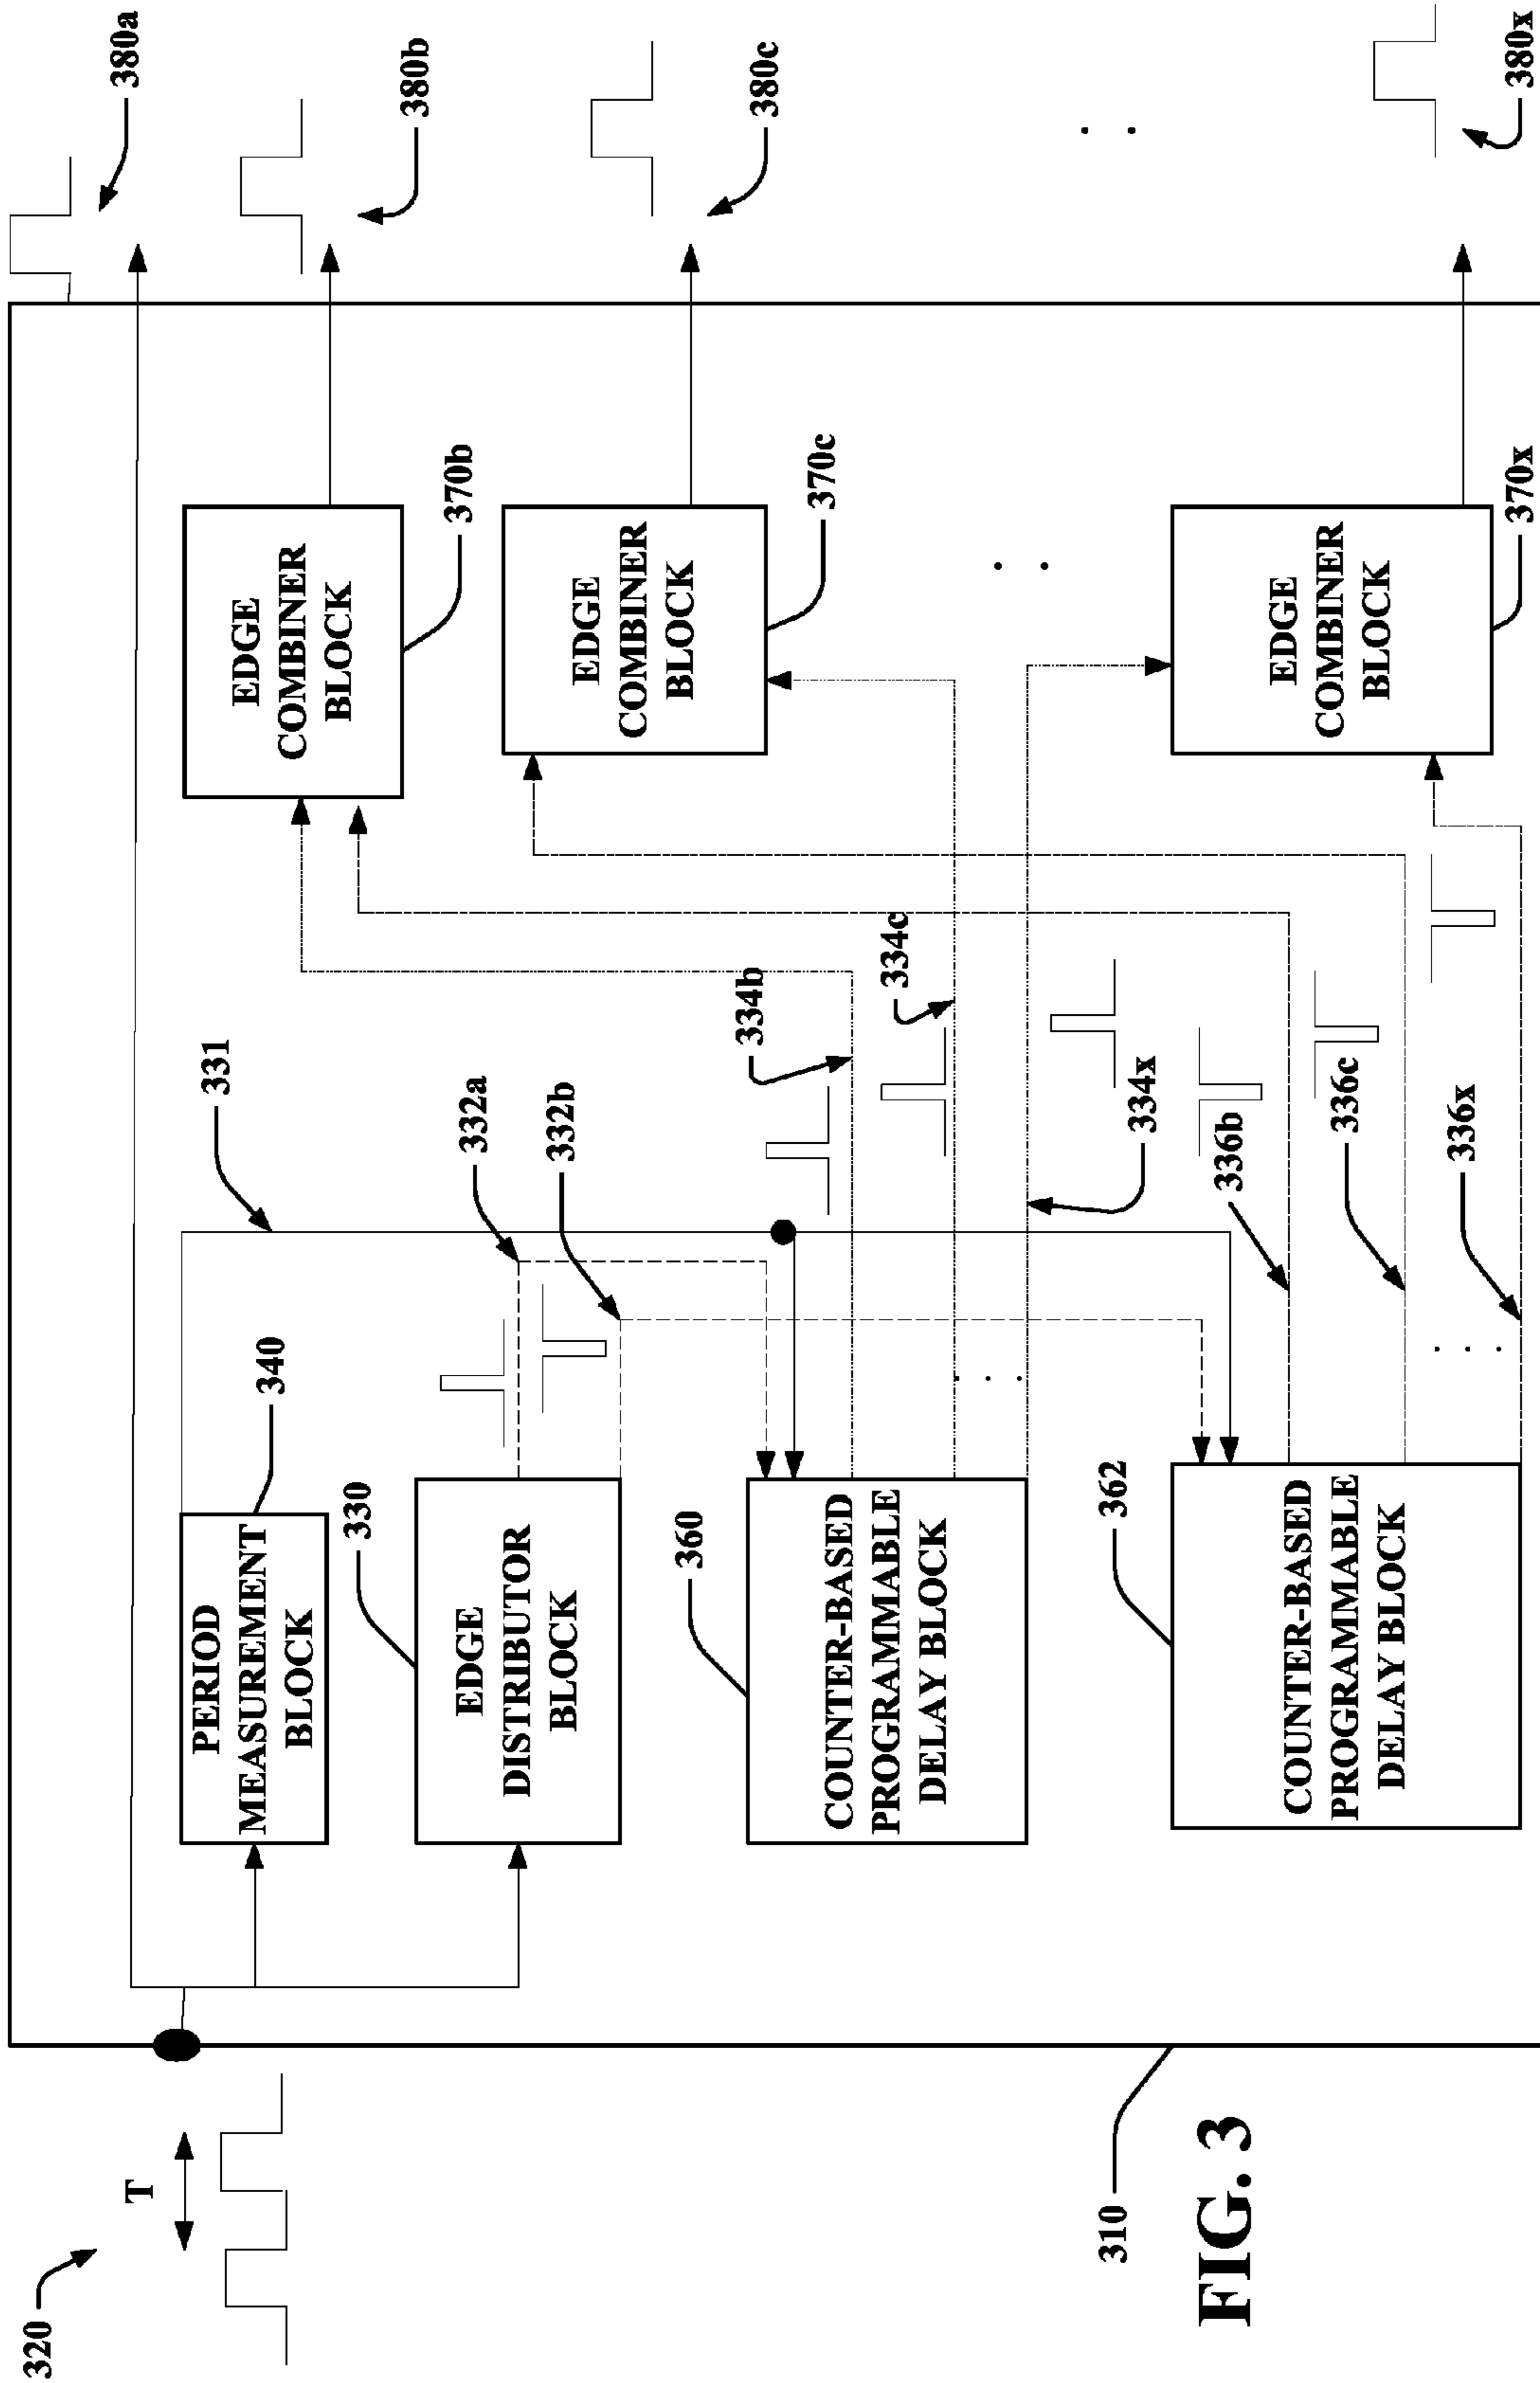 320
T
310
FIG. 3
PERIOD
MEASUREMENT
BLOCK
340
EDGE
DISTRIBUTOR
BLOCK
330
COUNTER-BASED
PROGRAMMABLE
DELAY BLOCK
360
COUNTER-BASED
PROGRAMMABLE
DELAY BLOCK
362
331
332a
332b
334b
334c
334x
336b
336c
336x
EDGE
COMBINER
BLOCK
370b
EDGE
COMBINER
BLOCK
370c
EDGE
COMBINER
BLOCK
370x
380a
380b
380c
380x